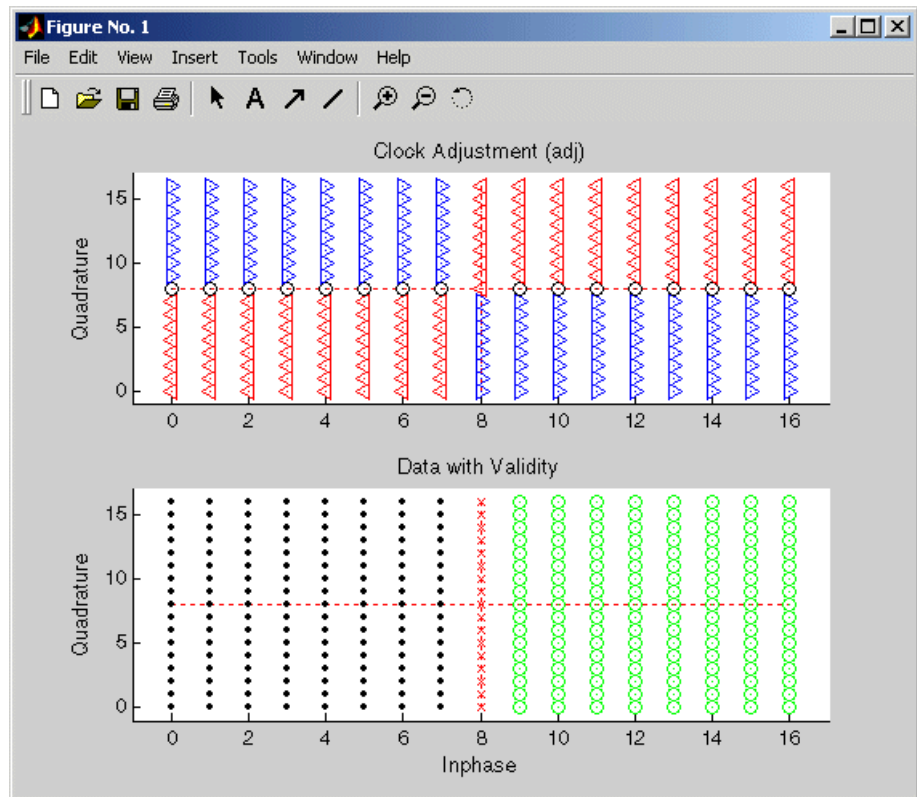 Figure No. 1
File Edit View Insert Tools Window Help
A
Clock Adjustment (adj)
Quadrature
15
10
5
0
0 2 4 6 8 10 12 14 16
Data with Validity
Quadrature
15
10
5
0
0 2 4 6 8 10 12 14 16
Inphase